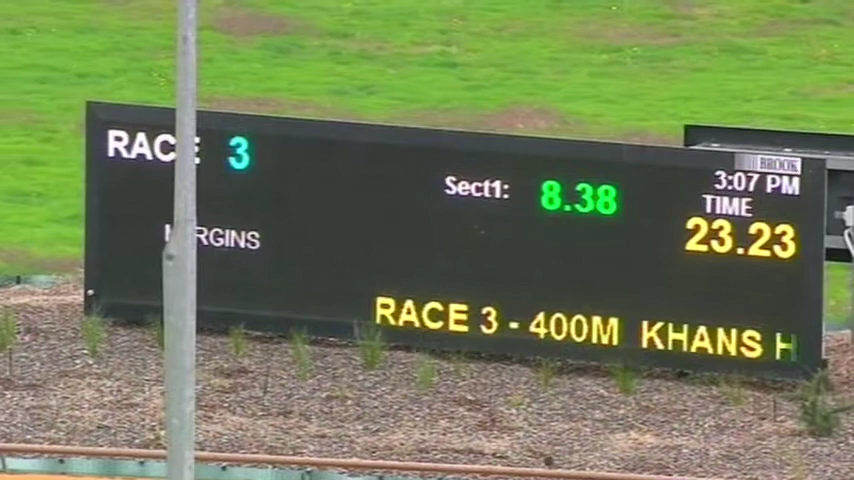 RACE 3
BROOK
Sect1: 8.38
3:07 PM
TIME
23.23
RACE 3 - 400M KHANS H